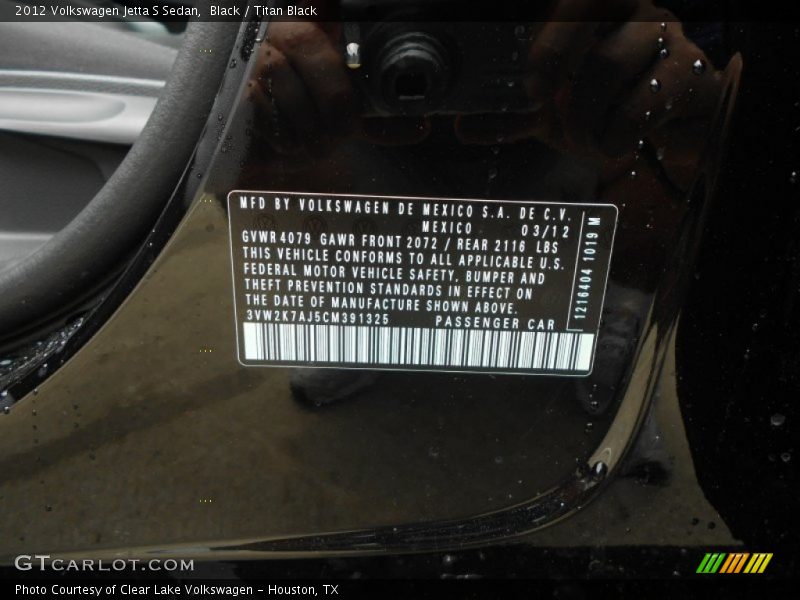 2012 Volkswagen Jetta S Sedan,  Black / Titan Black
MFD BY VOLKSWAGEN DE MEXICO S.A. DE C.V.
MEXICO 03/12
GVWR 4079 GAWR FRONT 2072 / REAR 2116 LBS
THIS VEHICLE CONFORMS TO ALL APPLICABLE U.S.
FEDERAL MOTOR VEHICLE SAFETY, BUMPER AND
THEFT PREVENTION STANDARDS IN EFFECT ON
THE DATE OF MANUFACTURE SHOWN ABOVE.
3VW2K7AJ5CM391325 PASSENGER CAR
1216404 1019 M
GTCARLOT.COM
Photo Courtesy of Clear Lake Volkswagen – Houston, TX